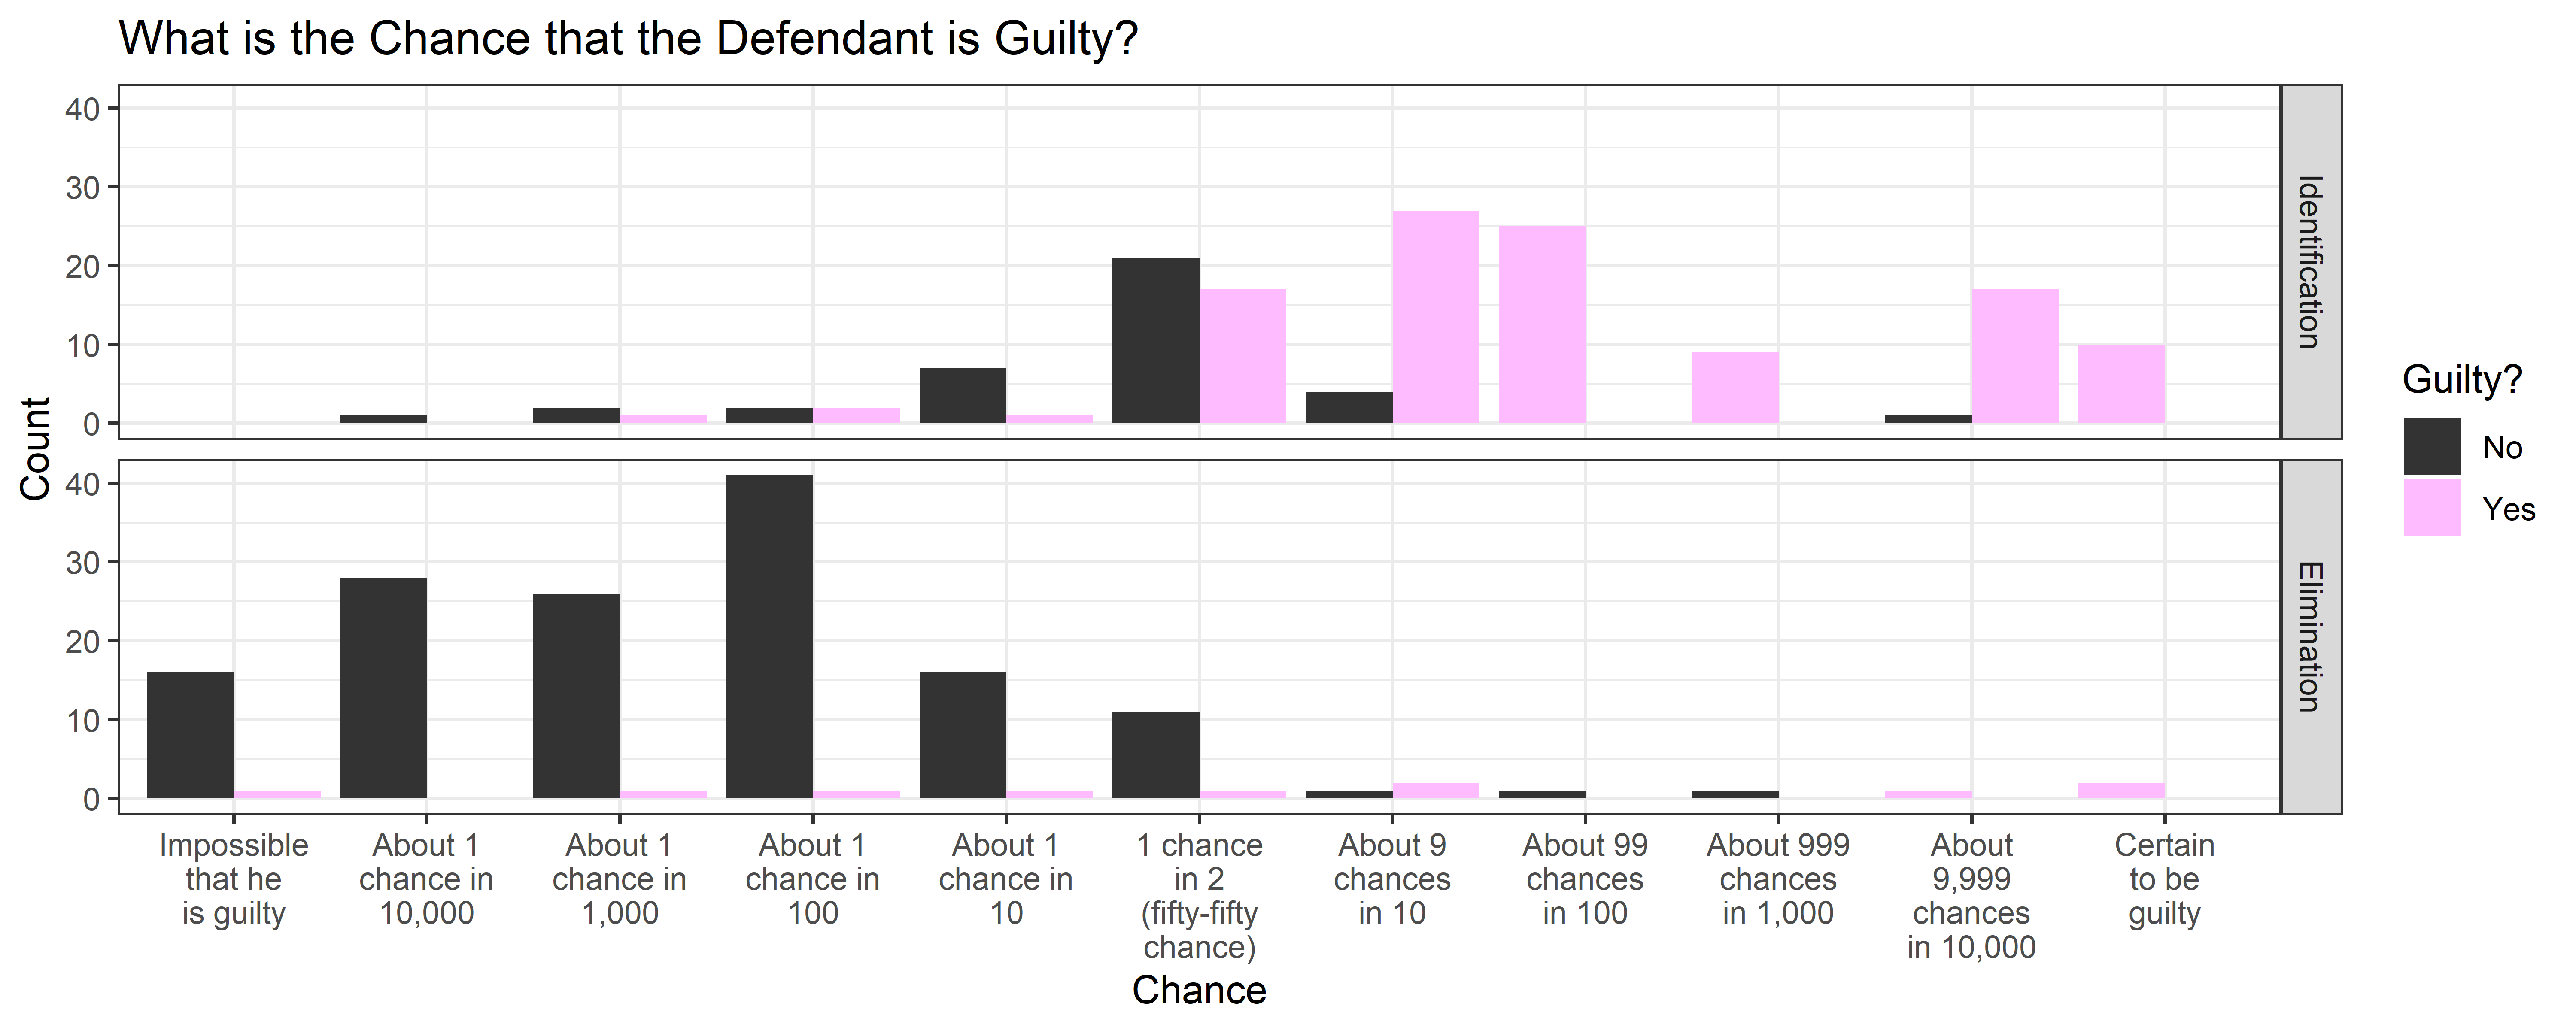 What is the Chance that the Defendant is Guilty?
Count
40
30
20
10
0
Identification
40
30
20
10
0
Elimination
Impossible
that he
is guilty
About 1
chance in
10,000
About 1
chance in
1,000
About 1
chance in
100
About 1
chance in
10
1 chance
in 2
(fifty-fifty
chance)
About 9
chances
in 10
About 99
chances
in 100
About 999
chances
in 1,000
About
9,999
chances
in 10,000
Certain
to be
guilty
Chance
Guilty?
No
Yes